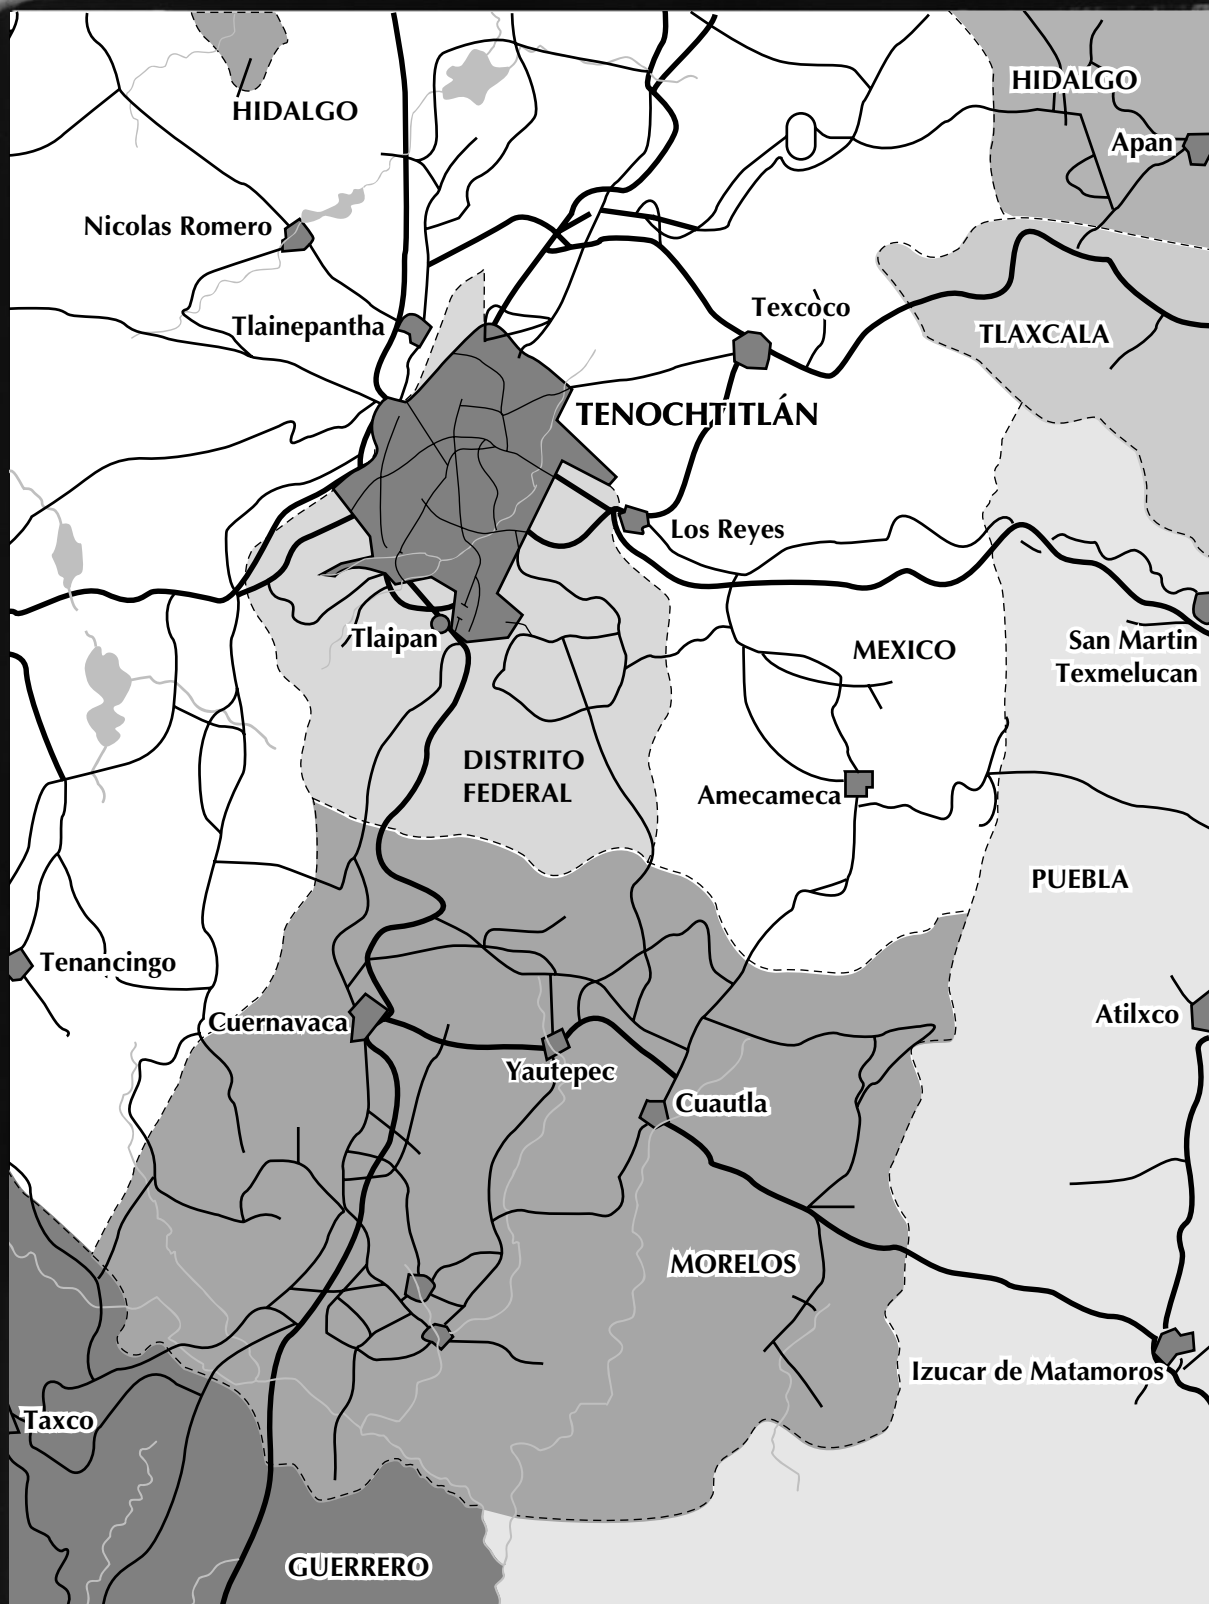 HIDALGO
HIDALGO
Apan
Nicolas Romero
Texcoco
Tlainepantha
TLAXCALA
TENOCHTITLÁN
Los Reyes
Tlaipan
MEXICO
San Martin
Texmelucan
DISTRITO
FEDERAL
Amecameca
PUEBLA
Tenancingo
Cuernavaca
Atilxco
Yautepec
Cuautla
MORELOS
Izucar de Matamoros
Taxco
GUERRERO